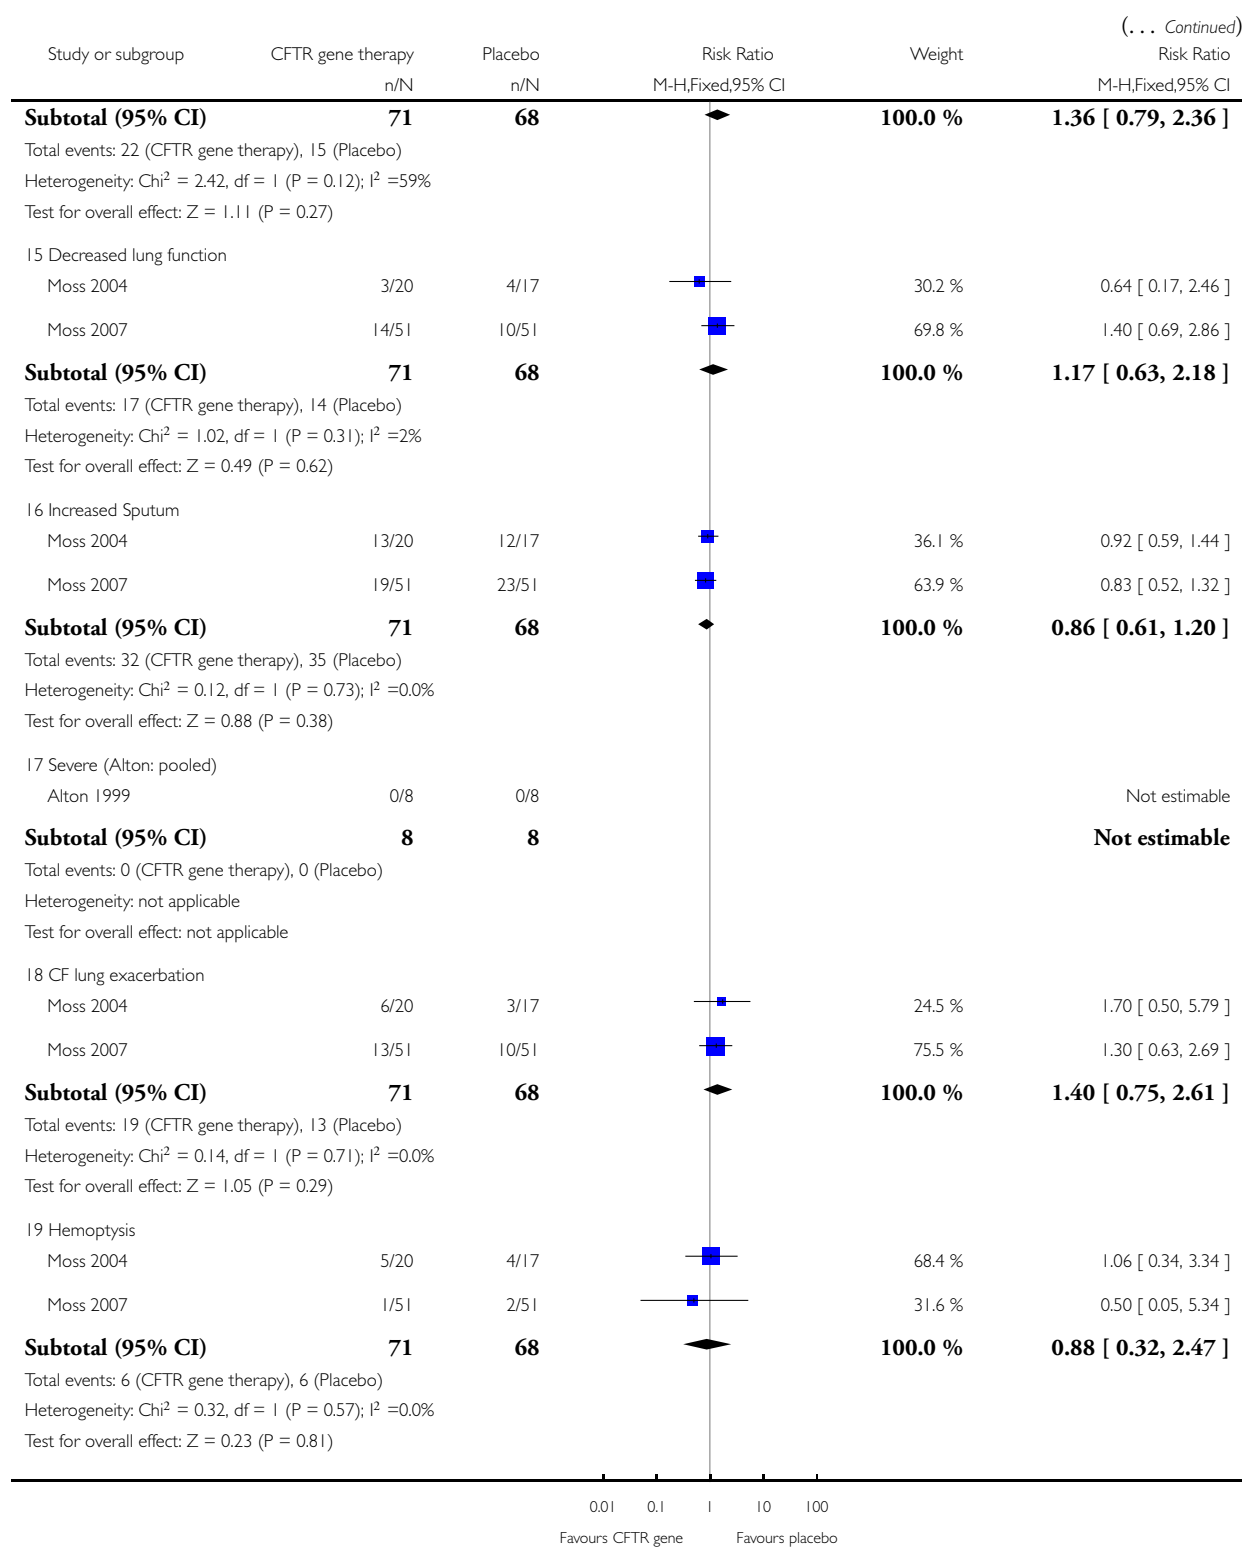 (... Continued)
Study or subgroup CFTR gene therapy Placebo Risk Ratio Weight Risk Ratio
n/N n/N M-H,Fixed,95% CI M-H,Fixed,95% CI
Subtotal (95% CI) 71 68 100.0 % 1.36 [ 0.79, 2.36 ]
Total events: 22 (CFTR gene therapy), 15 (Placebo)
Heterogeneity: Chi² = 2.42, df = 1 (P = 0.12); I² =59%
Test for overall effect: Z = 1.11 (P = 0.27)
15 Decreased lung function
Moss 2004 3/20 4/17 30.2 % 0.64 [ 0.17, 2.46 ]
Moss 2007 14/51 10/51 69.8 % 1.40 [ 0.69, 2.86 ]
Subtotal (95% CI) 71 68 100.0 % 1.17 [ 0.63, 2.18 ]
Total events: 17 (CFTR gene therapy), 14 (Placebo)
Heterogeneity: Chi² = 1.02, df = 1 (P = 0.31); I² =2%
Test for overall effect: Z = 0.49 (P = 0.62)
16 Increased Sputum
Moss 2004 13/20 12/17 36.1 % 0.92 [ 0.59, 1.44 ]
Moss 2007 19/51 23/51 63.9 % 0.83 [ 0.52, 1.32 ]
Subtotal (95% CI) 71 68 100.0 % 0.86 [ 0.61, 1.20 ]
Total events: 32 (CFTR gene therapy), 35 (Placebo)
Heterogeneity: Chi² = 0.12, df = 1 (P = 0.73); I² =0.0%
Test for overall effect: Z = 0.88 (P = 0.38)
17 Severe (Alton: pooled)
Alton 1999 0/8 0/8 Not estimable
Subtotal (95% CI) 8 8 Not estimable
Total events: 0 (CFTR gene therapy), 0 (Placebo)
Heterogeneity: not applicable
Test for overall effect: not applicable
18 CF lung exacerbation
Moss 2004 6/20 3/17 24.5 % 1.70 [ 0.50, 5.79 ]
Moss 2007 13/51 10/51 75.5 % 1.30 [ 0.63, 2.69 ]
Subtotal (95% CI) 71 68 100.0 % 1.40 [ 0.75, 2.61 ]
Total events: 19 (CFTR gene therapy), 13 (Placebo)
Heterogeneity: Chi² = 0.14, df = 1 (P = 0.71); I² =0.0%
Test for overall effect: Z = 1.05 (P = 0.29)
19 Hemoptysis
Moss 2004 5/20 4/17 68.4 % 1.06 [ 0.34, 3.34 ]
Moss 2007 1/51 2/51 31.6 % 0.50 [ 0.05, 5.34 ]
Subtotal (95% CI) 71 68 100.0 % 0.88 [ 0.32, 2.47 ]
Total events: 6 (CFTR gene therapy), 6 (Placebo)
Heterogeneity: Chi² = 0.32, df = 1 (P = 0.57); I² =0.0%
Test for overall effect: Z = 0.23 (P = 0.81)
0.01 0.1 1 10 100
Favours CFTR gene Favours placebo